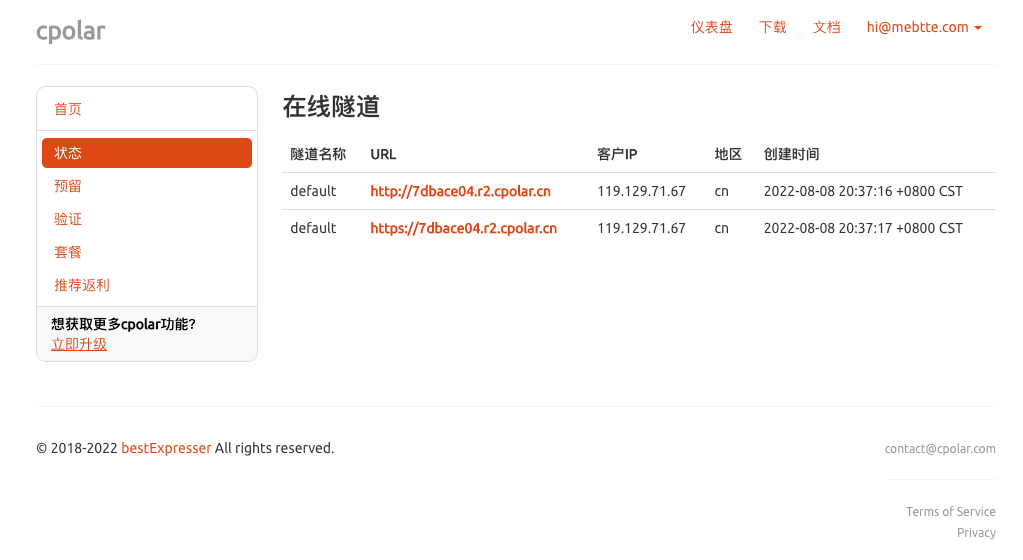 cpolar
仪表盘 下载 文档 hi@mebtte.com
首页
状态
预留
验证
套餐
推荐返利
想获取更多cpolar功能?
立即升级
在线隧道
隧道名称 URL 客户IP 地区 创建时间
default http://7dbace04.r2.cpolar.cn 119.129.71.67 cn 2022-08-08 20:37:16 +0800 CST
default https://7dbace04.r2.cpolar.cn 119.129.71.67 cn 2022-08-08 20:37:17 +0800 CST
© 2018-2022 bestExpresser All rights reserved.
contact@cpolar.com
Terms of Service
Privacy